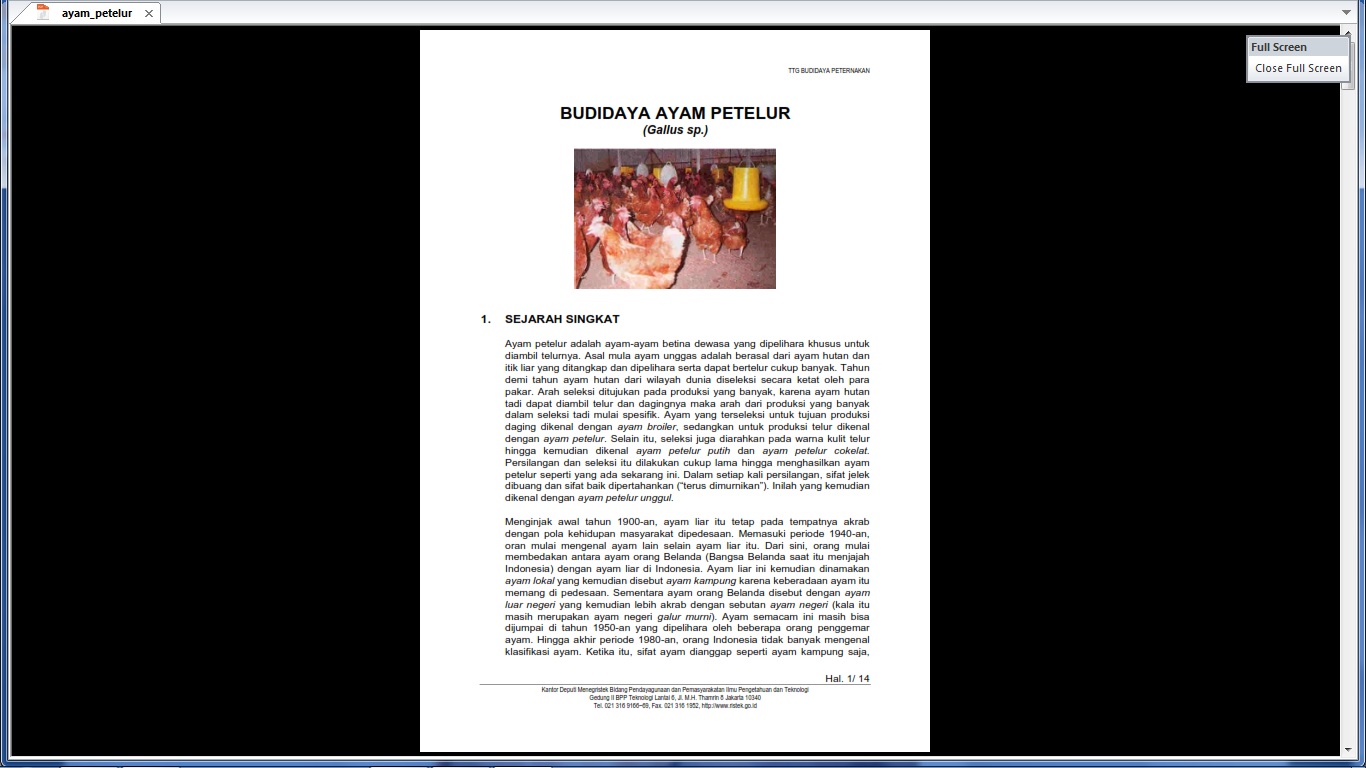 ayam_petelur
Full Screen
Close Full Screen
TTG BUDIDAYA PETERNAKAN
BUDIDAYA AYAM PETELUR
(Gallus sp.)
1. SEJARAH SINGKAT
Ayam petelur adalah ayam-ayam betina dewasa yang dipelihara khusus untuk
diambil telurnya. Asal mula ayam unggas adalah berasal dari ayam hutan dan
itik liar yang ditangkap dan dipelihara serta dapat bertelur cukup banyak. Tahun
demi tahun ayam hutan dari wilayah dunia diseleksi secara ketat oleh para
pakar. Arah seleksi ditujukan pada produksi yang banyak, karena ayam hutan
tadi dapat diambil telur dan dagingnya maka arah dari produksi yang banyak
dalam seleksi tadi mulai spesifik. Ayam yang terseleksi untuk tujuan produksi
daging dikenal dengan ayam broiler, sedangkan untuk produksi telur dikenal
dengan ayam petelur. Selain itu, seleksi juga diarahkan pada warna kulit telur
hingga kemudian dikenal ayam petelur putih dan ayam petelur cokelat.
Persilangan dan seleksi itu dilakukan cukup lama hingga menghasilkan ayam
petelur seperti yang ada sekarang ini. Dalam setiap kali persilangan, sifat jelek
dibuang dan sifat baik dipertahankan (“terus dimurnikan”). Inilah yang kemudian
dikenal dengan ayam petelur unggul.
Menginjak awal tahun 1900-an, ayam liar itu tetap pada tempatnya akrab
dengan pola kehidupan masyarakat dipedesaan. Memasuki periode 1940-an,
oran mulai mengenal ayam lain selain ayam liar itu. Dari sini, orang mulai
membedakan antara ayam orang Belanda (Bangsa Belanda saat itu menjajah
Indonesia) dengan ayam liar di Indonesia. Ayam liar ini kemudian dinamakan
ayam lokal yang kemudian disebut ayam kampung karena keberadaan ayam itu
memang di pedesaan. Sementara ayam orang Belanda disebut dengan ayam
luar negeri yang kemudian lebih akrab dengan sebutan ayam negeri (kala itu
masih merupakan ayam negeri galur murni). Ayam semacam ini masih bisa
dijumpai di tahun 1950-an yang dipelihara oleh beberapa orang penggemar
ayam. Hingga akhir periode 1980-an, orang Indonesia tidak banyak mengenal
klasifikasi ayam. Ketika itu, sifat ayam dianggap seperti ayam kampung saja,
Hal. 1/ 14
Kantor Deputi Menegristek Bidang Pendayagunaan dan Pemasyarakatan Ilmu Pengetahuan dan Teknologi
Gedung II BPP Teknologi Lantai 6, Jl. M.H. Thamrin 8 Jakarta 10340
Tel. 021 316 9166~69, Fax. 021 316 1952, http://www.ristek.go.id